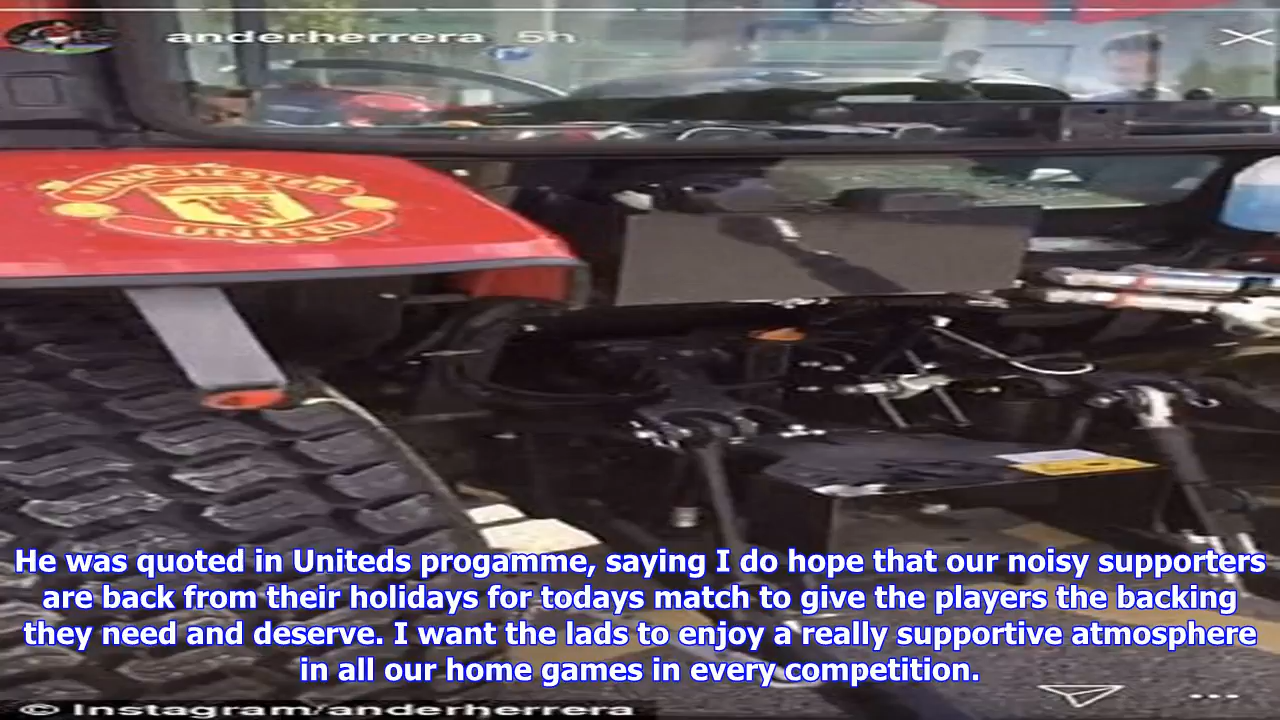 anderherrera 5h
MANCHESTER
UNITED
He was quoted in Uniteds progamme, saying I do hope that our noisy supporters
are back from their holidays for todays match to give the players the backing
they need and deserve. I want the lads to enjoy a really supportive atmosphere
in all our home games in every competition.
© Instagram/anderherrera